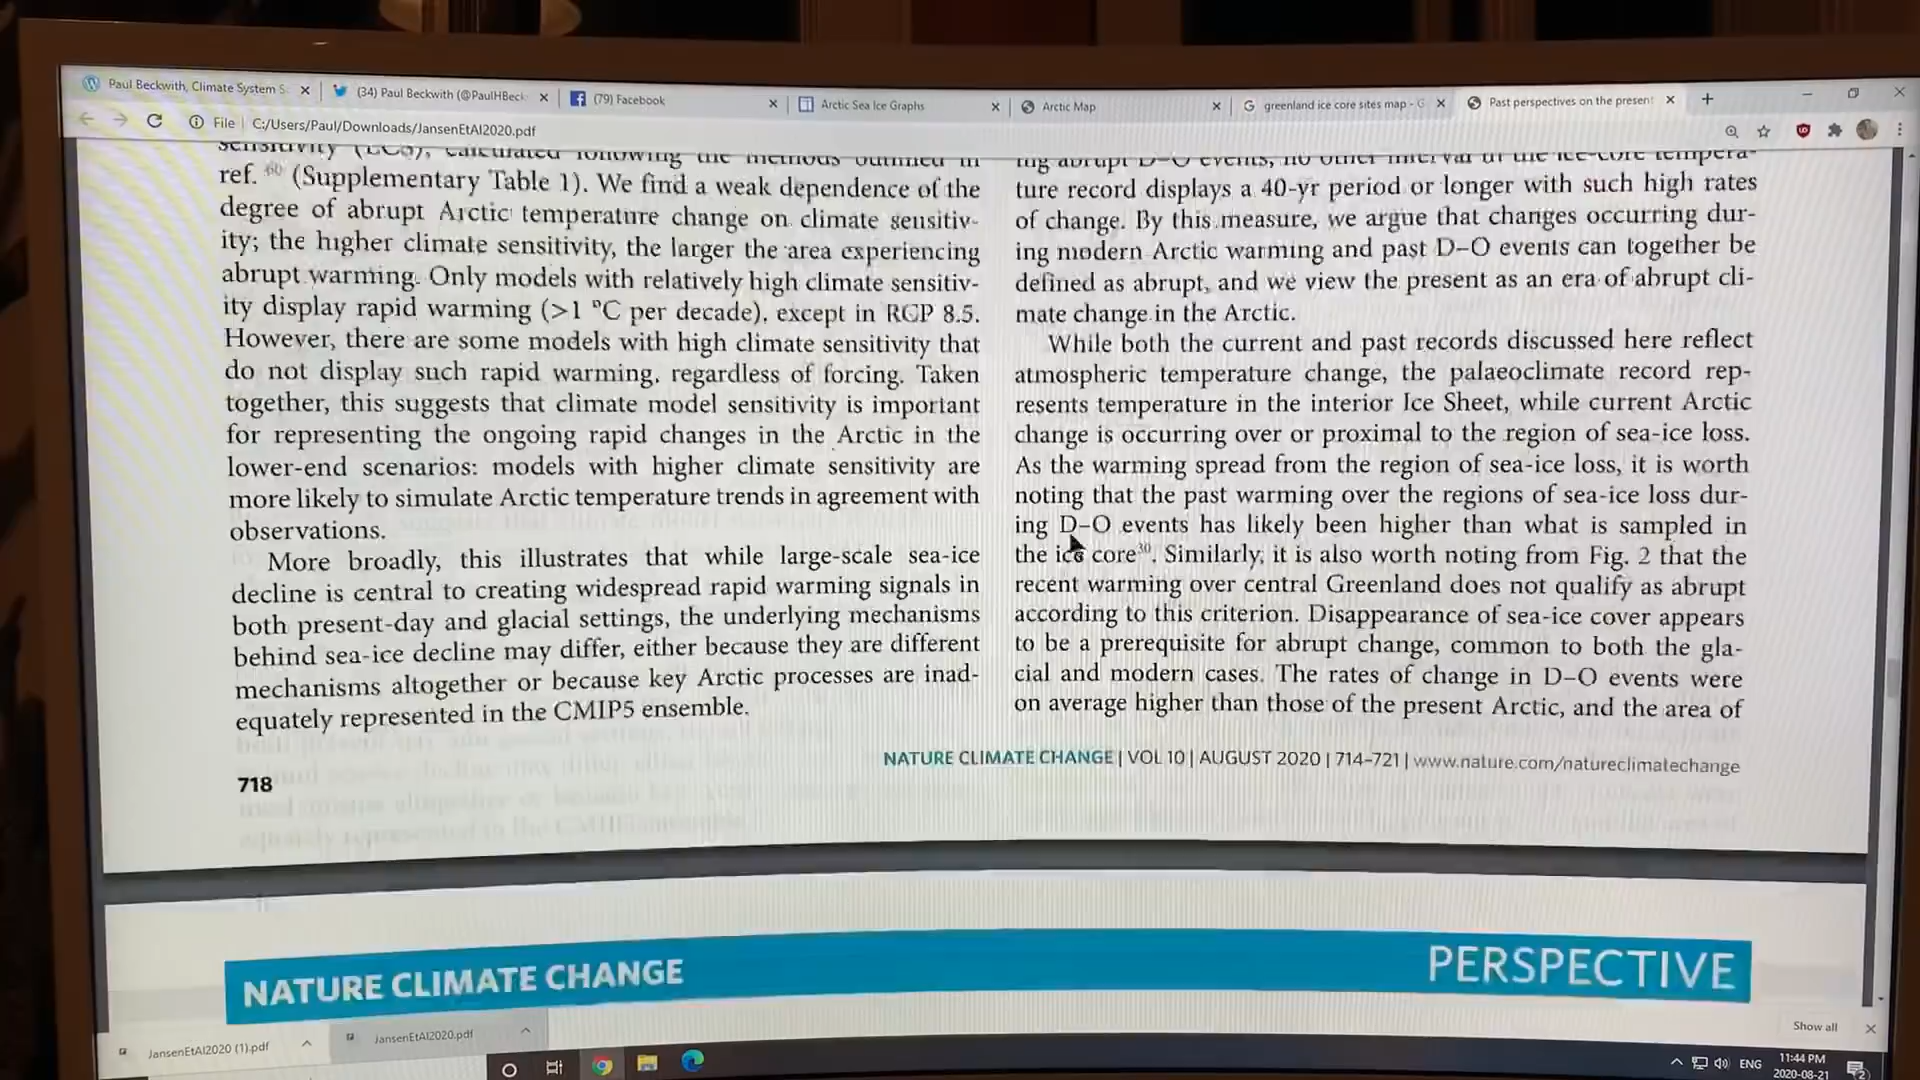 Paul Beckwith, Climate System S
(34) Paul Beckwith (@PaulHBeck
(79) Facebook
Arctic Sea Ice Graphs
Arctic Map
greenland ice core sites map - G
Past perspectives on the present
File
C:/Users/Paul/Downloads/JansenEtAl2020.pdf
sensitivity (ECS), calculated following the methods outlined in
ref. 60 (Supplementary Table 1). We find a weak dependence of the
degree of abrupt Arctic temperature change on climate sensitiv-
ity; the higher climate sensitivity, the larger the area experiencing
abrupt warming. Only models with relatively high climate sensitiv-
ity display rapid warming (>1 °C per decade), except in RCP 8.5.
However, there are some models with high climate sensitivity that
do not display such rapid warming, regardless of forcing. Taken
together, this suggests that climate model sensitivity is important
for representing the ongoing rapid changes in the Arctic in the
lower-end scenarios: models with higher climate sensitivity are
more likely to simulate Arctic temperature trends in agreement with
observations.
More broadly, this illustrates that while large-scale sea-ice
decline is central to creating widespread rapid warming signals in
both present-day and glacial settings, the underlying mechanisms
behind sea-ice decline may differ, either because they are different
mechanisms altogether or because key Arctic processes are inad-
equately represented in the CMIP5 ensemble.
ing abrupt D–O events, no other interval in the ice-core tempera-
ture record displays a 40-yr period or longer with such high rates
of change. By this measure, we argue that changes occurring dur-
ing modern Arctic warming and past D–O events can together be
defined as abrupt, and we view the present as an era of abrupt cli-
mate change in the Arctic.
While both the current and past records discussed here reflect
atmospheric temperature change, the palaeoclimate record rep-
resents temperature in the interior Ice Sheet, while current Arctic
change is occurring over or proximal to the region of sea-ice loss.
As the warming spread from the region of sea-ice loss, it is worth
noting that the past warming over the regions of sea-ice loss dur-
ing D–O events has likely been higher than what is sampled in
the ice core30. Similarly, it is also worth noting from Fig. 2 that the
recent warming over central Greenland does not qualify as abrupt
according to this criterion. Disappearance of sea-ice cover appears
to be a prerequisite for abrupt change, common to both the gla-
cial and modern cases. The rates of change in D–O events were
on average higher than those of the present Arctic, and the area of
718
NATURE CLIMATE CHANGE | VOL 10 | AUGUST 2020 | 714–721 | www.nature.com/natureclimatechange
NATURE CLIMATE CHANGE
PERSPECTIVE
JansenEtAl2020 (1).pdf
JansenEtAl2020.pdf
Show all
ENG
11:44 PM
2020-08-21